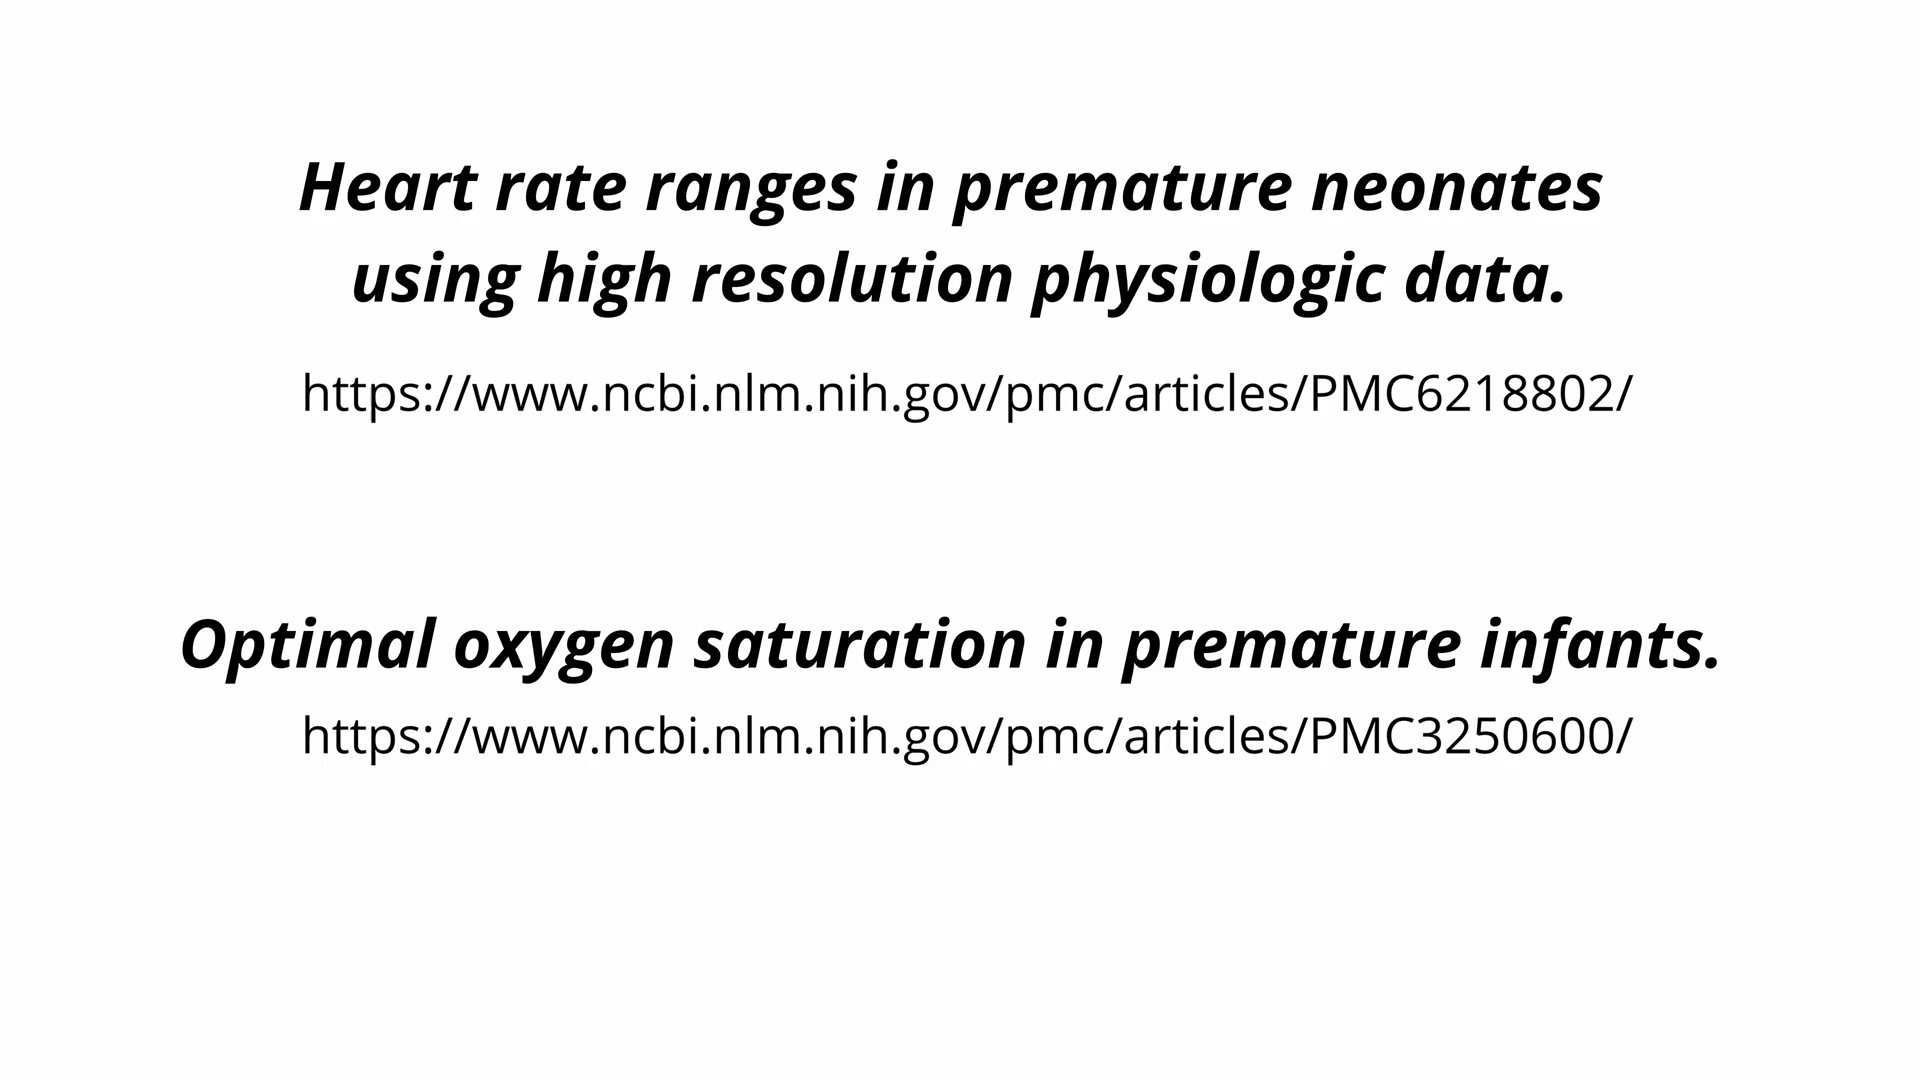 Heart rate ranges in premature neonates
using high resolution physiologic data.
https://www.ncbi.nlm.nih.gov/pmc/articles/PMC6218802/
Optimal oxygen saturation in premature infants.
https://www.ncbi.nlm.nih.gov/pmc/articles/PMC3250600/